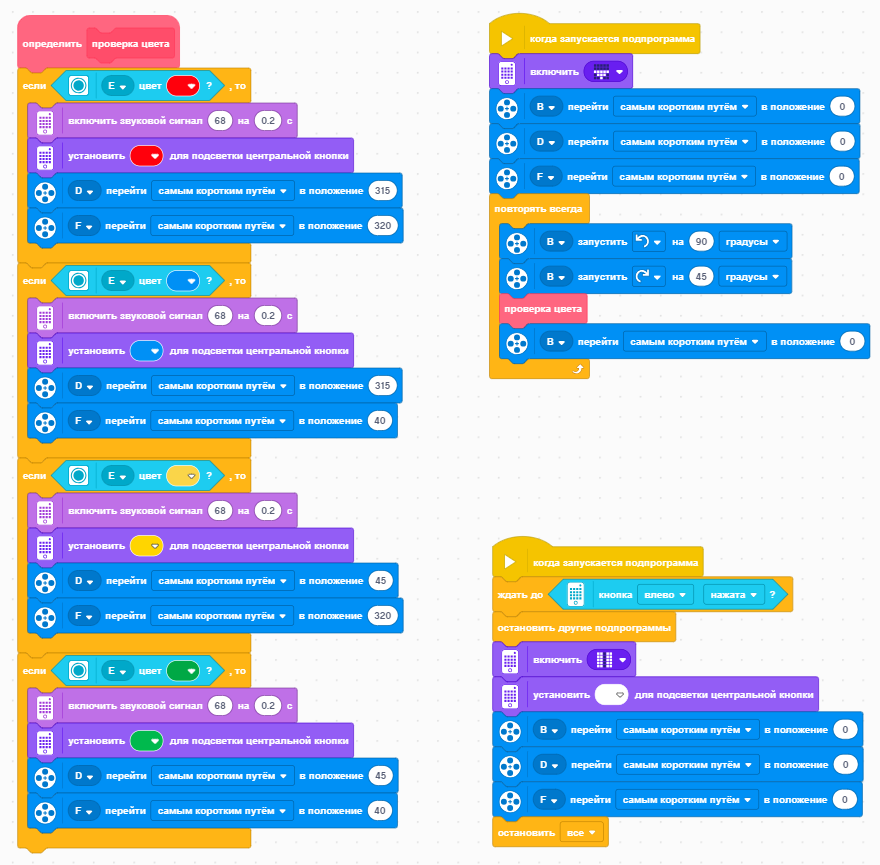 определить проверка цвета
если E цвет ? , то
включить звуковой сигнал 68 на 0.2 с
установить для подсветки центральной кнопки
D перейти самым коротким путём в положение 315
F перейти самым коротким путём в положение 320
если E цвет ? , то
включить звуковой сигнал 68 на 0.2 с
установить для подсветки центральной кнопки
D перейти самым коротким путём в положение 315
F перейти самым коротким путём в положение 40
если E цвет ? , то
включить звуковой сигнал 68 на 0.2 с
установить для подсветки центральной кнопки
D перейти самым коротким путём в положение 45
F перейти самым коротким путём в положение 320
если E цвет ? , то
включить звуковой сигнал 68 на 0.2 с
установить для подсветки центральной кнопки
D перейти самым коротким путём в положение 45
F перейти самым коротким путём в положение 40
когда запускается подпрограмма
включить
B перейти самым коротким путём в положение 0
D перейти самым коротким путём в положение 0
F перейти самым коротким путём в положение 0
повторять всегда
B запустить на 90 градусы
B запустить на 45 градусы
проверка цвета
B перейти самым коротким путём в положение 0
когда запускается подпрограмма
ждать до кнопка влево нажата ?
остановить другие подпрограммы
включить
установить для подсветки центральной кнопки
B перейти самым коротким путём в положение 0
D перейти самым коротким путём в положение 0
F перейти самым коротким путём в положение 0
остановить все